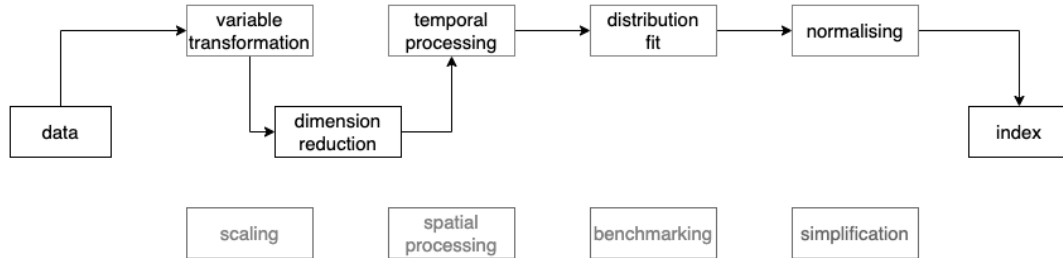 variable
transformation
temporal
processing
distribution
fit
normalising
data
dimension
reduction
index
scaling
spatial
processing
benchmarking
simplification